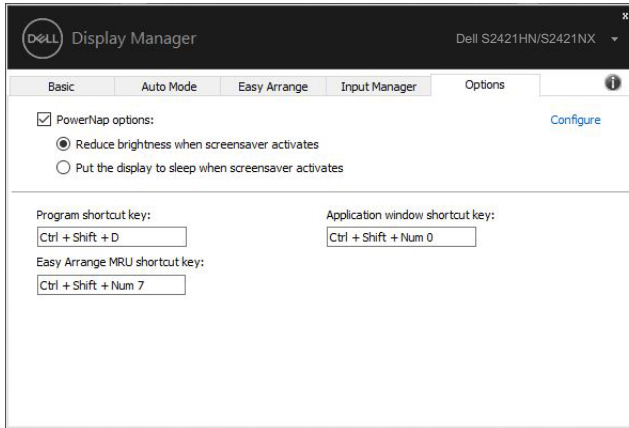 x
DELL Display Manager Dell S2421HN/S2421NX
Basic Auto Mode Easy Arrange Input Manager Options
PowerNap options: Configure
Reduce brightness when screensaver activates
Put the display to sleep when screensaver activates
Program shortcut key: Application window shortcut key:
Ctrl + Shift + D Ctrl + Shift + Num 0
Easy Arrange MRU shortcut key:
Ctrl + Shift + Num 7